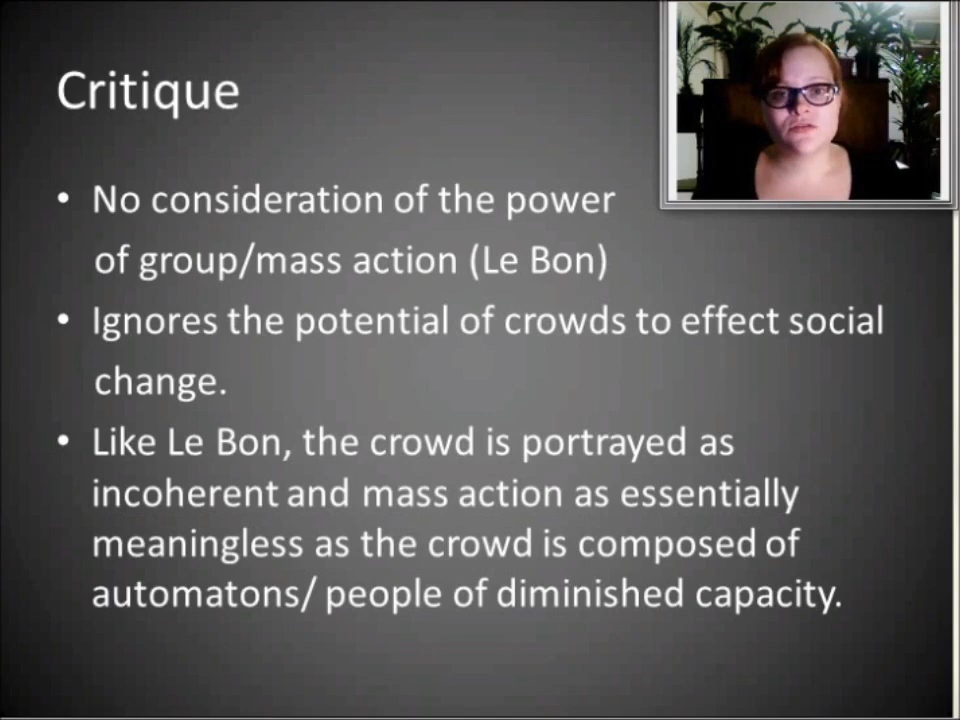 Critique
• No consideration of the power
of group/mass action (Le Bon)
• Ignores the potential of crowds to effect social
change.
• Like Le Bon, the crowd is portrayed as
incoherent and mass action as essentially
meaningless as the crowd is composed of
automatons/ people of diminished capacity.